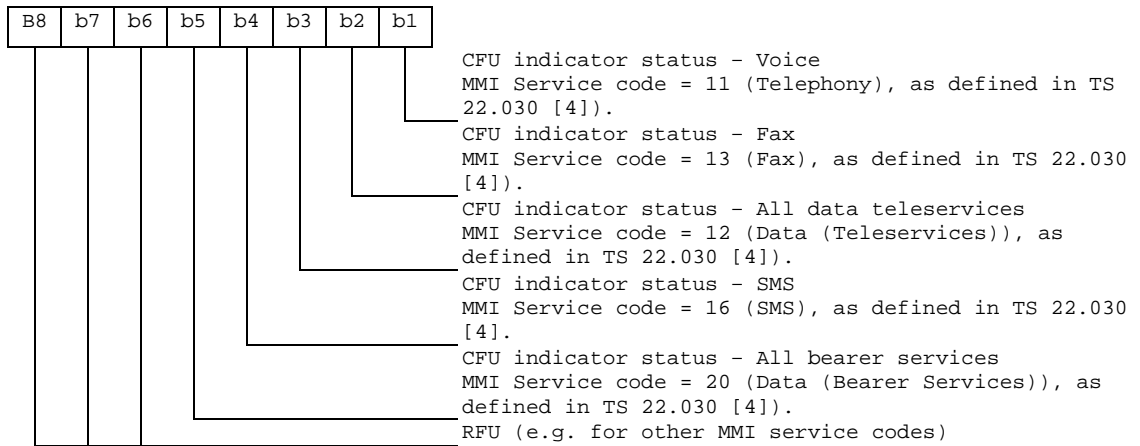 B8 b7 b6 b5 b4 b3 b2 b1
CFU indicator status – Voice
MMI Service code = 11 (Telephony), as defined in TS
22.030 [4]).
CFU indicator status – Fax
MMI Service code = 13 (Fax), as defined in TS 22.030
[4]).
CFU indicator status – All data teleservices
MMI Service code = 12 (Data (Teleservices)), as
defined in TS 22.030 [4]).
CFU indicator status – SMS
MMI Service code = 16 (SMS), as defined in TS 22.030
[4].
CFU indicator status – All bearer services
MMI Service code = 20 (Data (Bearer Services)), as
defined in TS 22.030 [4]).
RFU (e.g. for other MMI service codes)